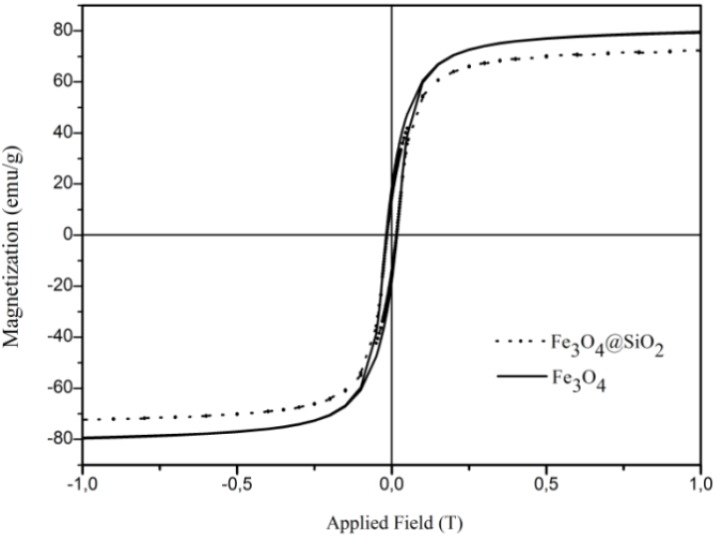 Magnetization (emu/g)
80
60
40
20
0
-20
-40
-60
-80
Fe₃O₄@SiO₂
Fe₃O₄
-1,0 -0,5 0,0 0,5 1,0
Applied Field (T)